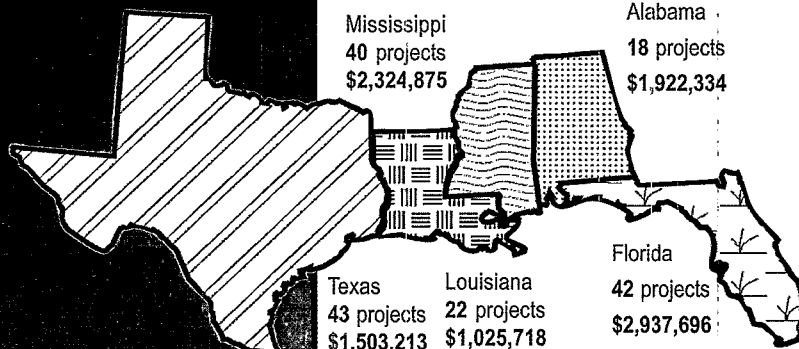 Mississippi
40 projects
$2,324,875
Alabama
18 projects
$1,922,334
Texas
43 projects
$1,503,213
Louisiana
22 projects
$1,025,718
Florida
42 projects
$2,937,696